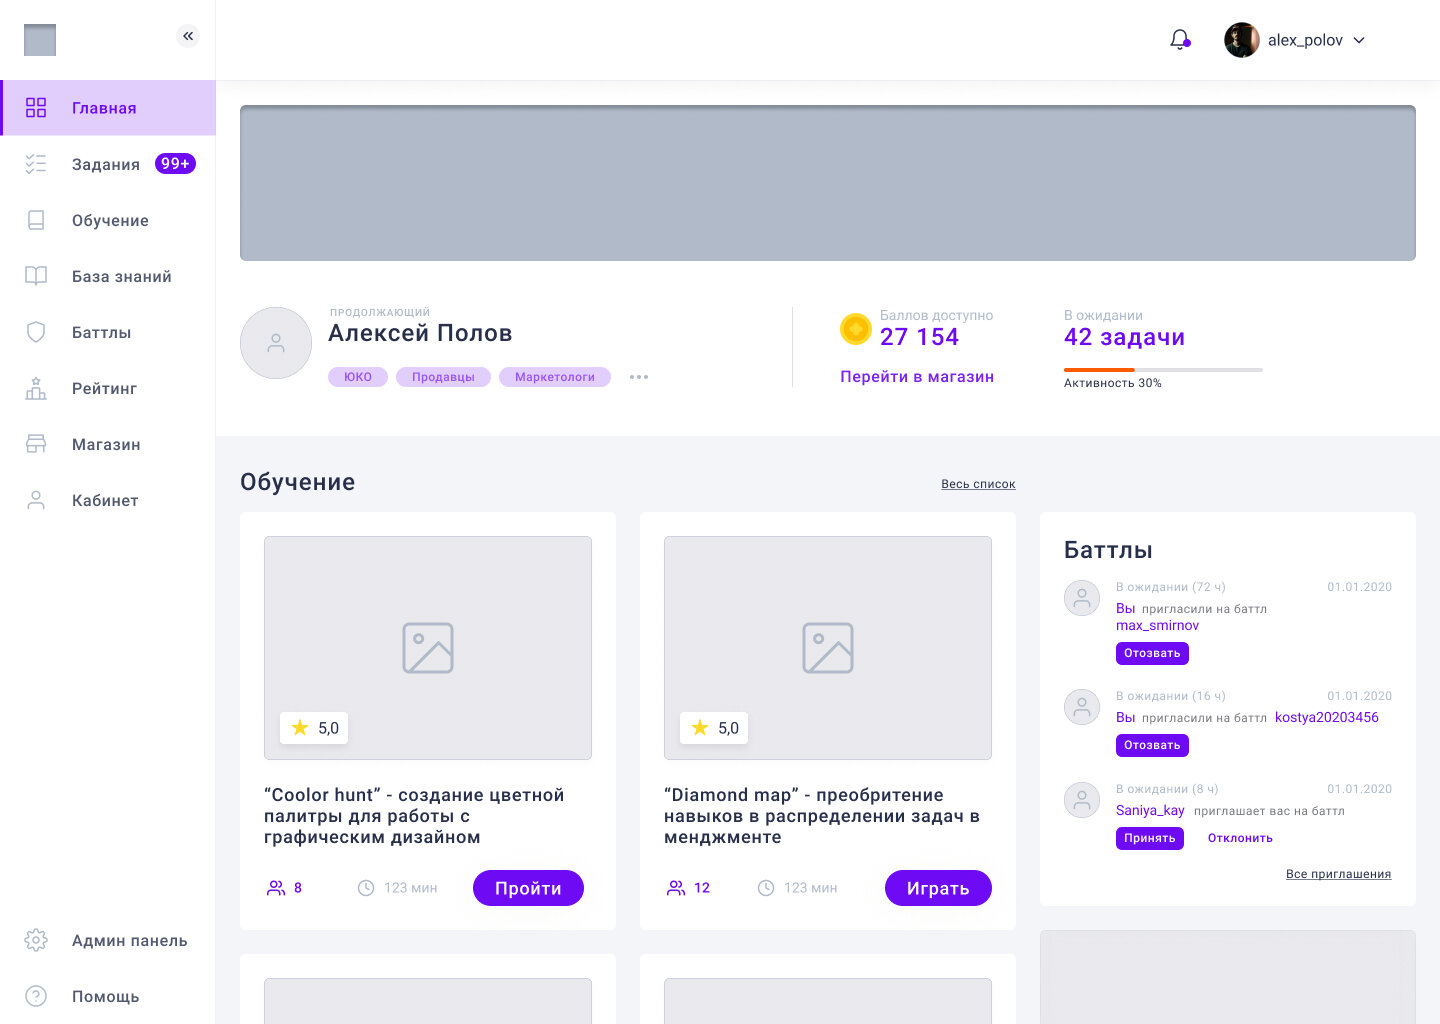 alex_polov
Главная
Задания 99+
Обучение
База знаний
Баттлы
Рейтинг
Магазин
Кабинет
Админ панель
Помощь
ПРОДОЛЖАЮЩИЙ
Алексей Полов
ЮКО Продавцы Маркетологи
Баллов доступно
27 154
Перейти в магазин
В ожидании
42 задачи
Активность 30%
Обучение
Весь список
5,0
“Coolor hunt” - создание цветной
палитры для работы с
графическим дизайном
8 123 мин Пройти
5,0
“Diamond map” - преобритение
навыков в распределении задач в
менджменте
12 123 мин Играть
Баттлы
В ожидании (72 ч) 01.01.2020
Вы пригласили на баттл
max_smirnov
Отозвать
В ожидании (16 ч) 01.01.2020
Вы пригласили на баттл kostya20203456
Отозвать
В ожидании (8 ч) 01.01.2020
Saniya_kay приглашает вас на баттл
Принять Отклонить
Все приглашения